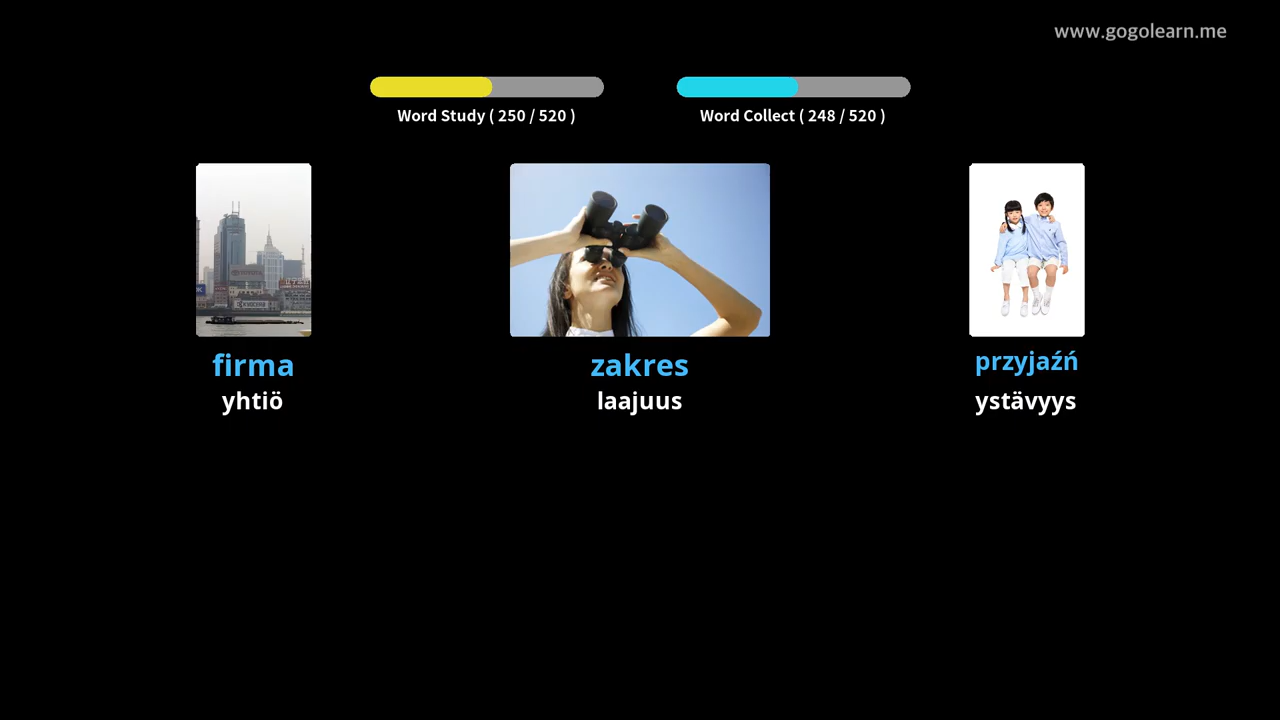 www.gogolearn.me
Word Study ( 250 / 520 )
Word Collect ( 248 / 520 )
firma
yhtiö
zakres
laajuus
przyjaźń
ystävyys